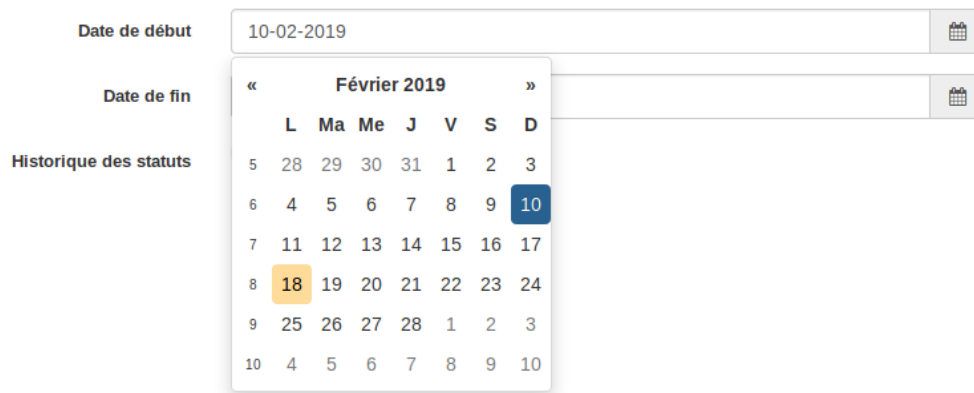 Date de début 10-02-2019
« Février 2019 »
Date de fin
L Ma Me J V S D
Historique des statuts
5 28 29 30 31 1 2 3
6 4 5 6 7 8 9 10
7 11 12 13 14 15 16 17
8 18 19 20 21 22 23 24
9 25 26 27 28 1 2 3
10 4 5 6 7 8 9 10